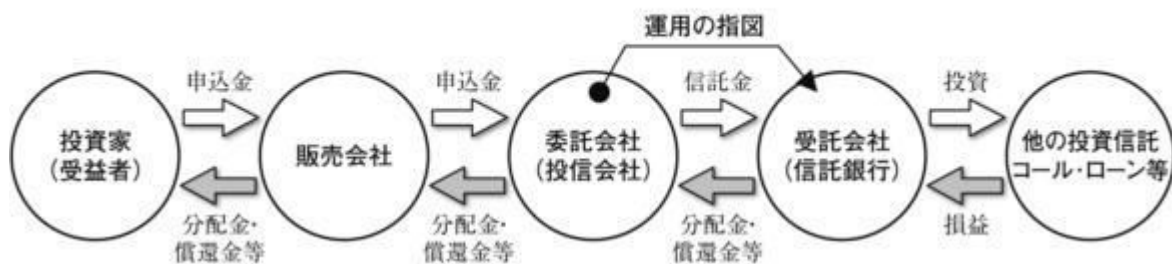 運用の指図
申込金
申込金
信託金
投資
投資家
(受益者)
販売会社
委託会社
(投信会社)
受託会社
(信託銀行)
他の投資信託
コール・ローン等
分配金・
償還金等
分配金・
償還金等
分配金・
償還金等
損益